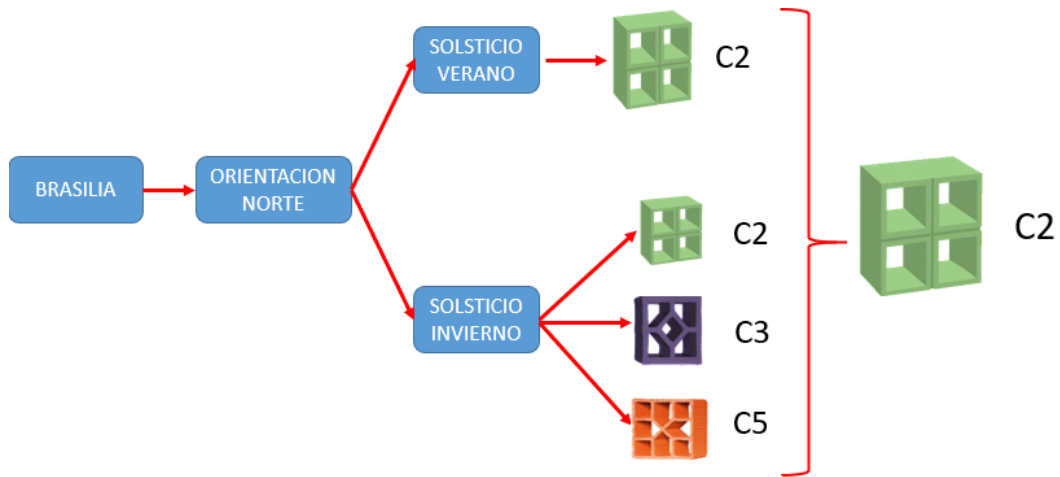 BRASILIA
ORIENTACION
NORTE
SOLSTICIO
VERANO
C2
SOLSTICIO
INVIERNO
C2
C3
C5
C2